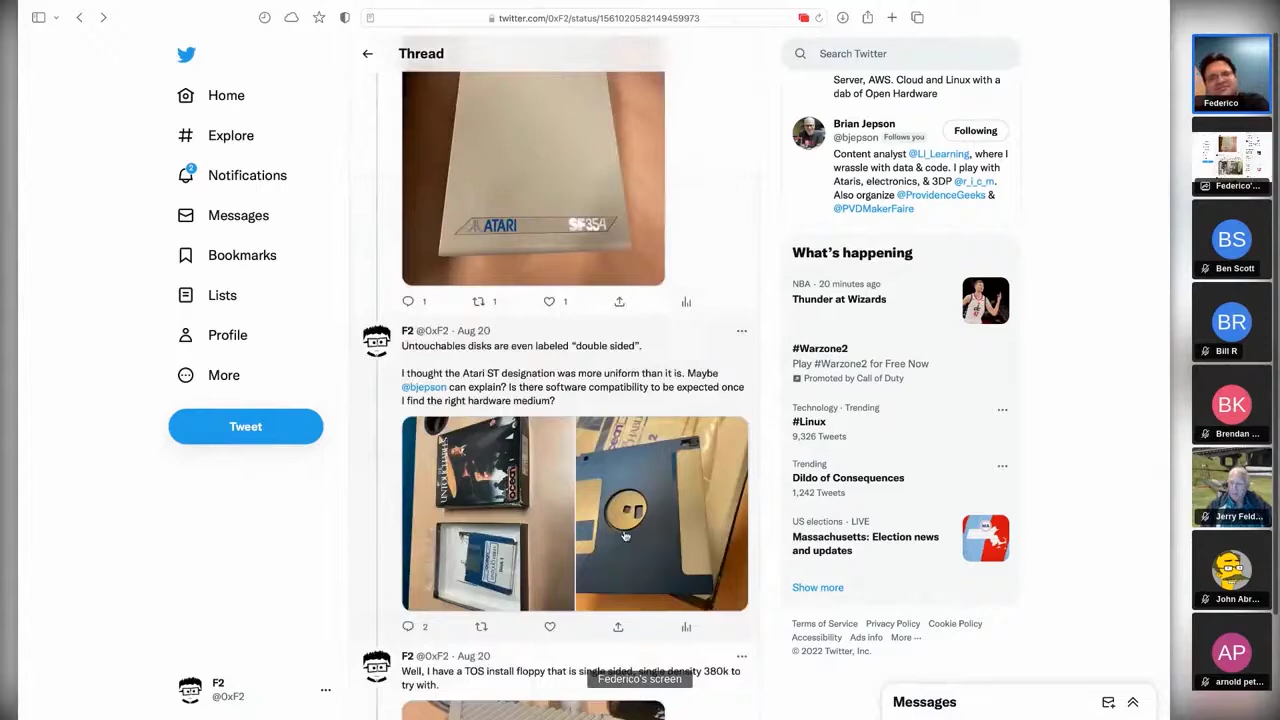 twitter.com/0xF2/status/1561020582149459973
Thread
Search Twitter
Home
Explore
2
Notifications
Messages
Bookmarks
Lists
Profile
More
Tweet
F2
@0xF2
ATARI
SF354
1
1
1
F2 @0xF2 · Aug 20
Untouchables disks are even labeled “double sided”.
I thought the Atari ST designation was more uniform than it is. Maybe
@bjepson can explain? Is there software compatibility to be expected once
I find the right hardware medium?
UNTOUCHABLES
ocean
2
F2 @0xF2 · Aug 20
Well, I have a TOS install floppy that is single sided, single density 380k to
try with.
Federico's screen
Server, AWS. Cloud and Linux with a
dab of Open Hardware
Brian Jepson
@bjepson Follows you
Following
Content analyst @LI_Learning, where I
wrassle with data & code. I play with
Ataris, electronics, & 3DP @r_i_c_m.
Also organize @ProvidenceGeeks &
@PVDMakerFaire
What's happening
NBA · 20 minutes ago
Thunder at Wizards
#Warzone2
Play #Warzone2 for Free Now
Promoted by Call of Duty
Technology · Trending
#Linux
9,326 Tweets
Trending
Dildo of Consequences
1,242 Tweets
US elections · LIVE
Massachusetts: Election news
and updates
Show more
Terms of Service Privacy Policy Cookie Policy
Accessibility Ads info More ···
© 2022 Twitter, Inc.
Messages
Federico
Federico'...
BS
Ben Scott
BR
Bill R
BK
Brendan ...
Jerry Feld...
John Abr...
AP
arnold pet...